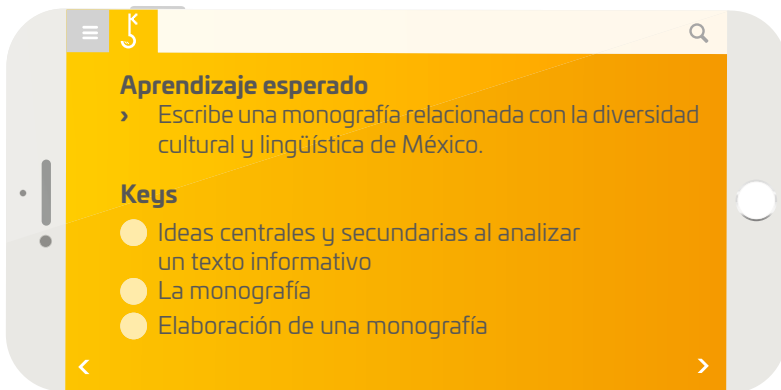 Aprendizaje esperado
› Escribe una monografía relacionada con la diversidad
cultural y lingüística de México.
Keys
Ideas centrales y secundarias al analizar
un texto informativo
La monografía
Elaboración de una monografía